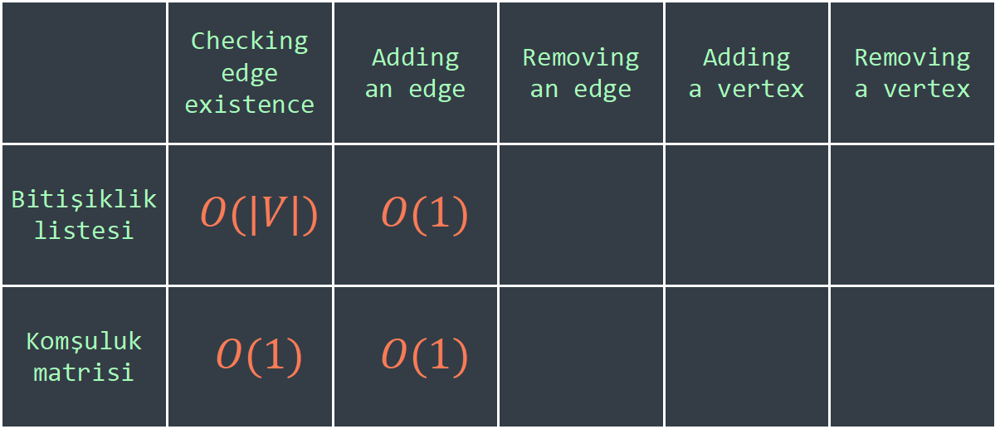 Checking
edge
existence
Adding
an edge
Removing
an edge
Adding
a vertex
Removing
a vertex
Bitişiklik
listesi
O(|V|)
O(1)
Komşuluk
matrisi
O(1)
O(1)